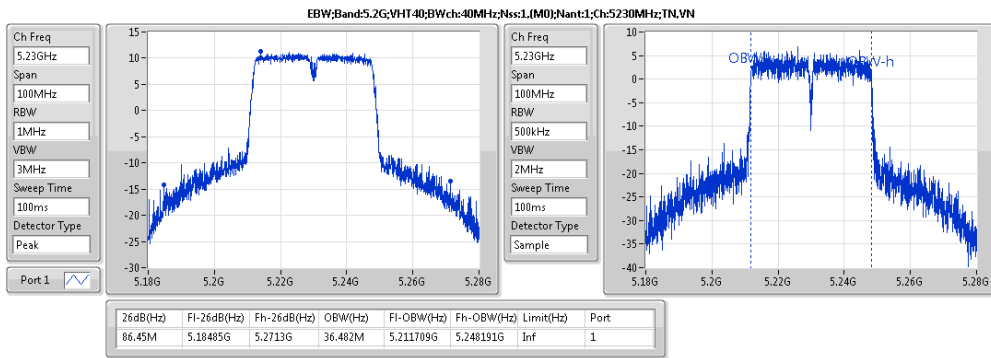 EBW;Band:5.2G;VHT40;BWch:40MHz;Nss:1,(M0);Nant:1;Ch:5230MHz;TN,VN
Ch Freq
5.23GHz
Span
100MHz
RBW
1MHz
VBW
3MHz
Sweep Time
100ms
Detector Type
Peak
Port 1
15
10
5
0
-5
-10
-15
-20
-25
-30
5.18G 5.2G 5.22G 5.24G 5.26G 5.28G
Ch Freq
5.23GHz
Span
100MHz
RBW
500kHz
VBW
2MHz
Sweep Time
100ms
Detector Type
Sample
10
5
0
-5
-10
-15
-20
-25
-30
-35
-40
OBW-h
5.18G 5.2G 5.22G 5.24G 5.26G 5.28G
26dB(Hz) Fl-26dB(Hz) Fh-26dB(Hz) OBW(Hz) Fl-OBW(Hz) Fh-OBW(Hz) Limit(Hz) Port
86.45M 5.18485G 5.2713G 36.482M 5.211709G 5.248191G Inf 1